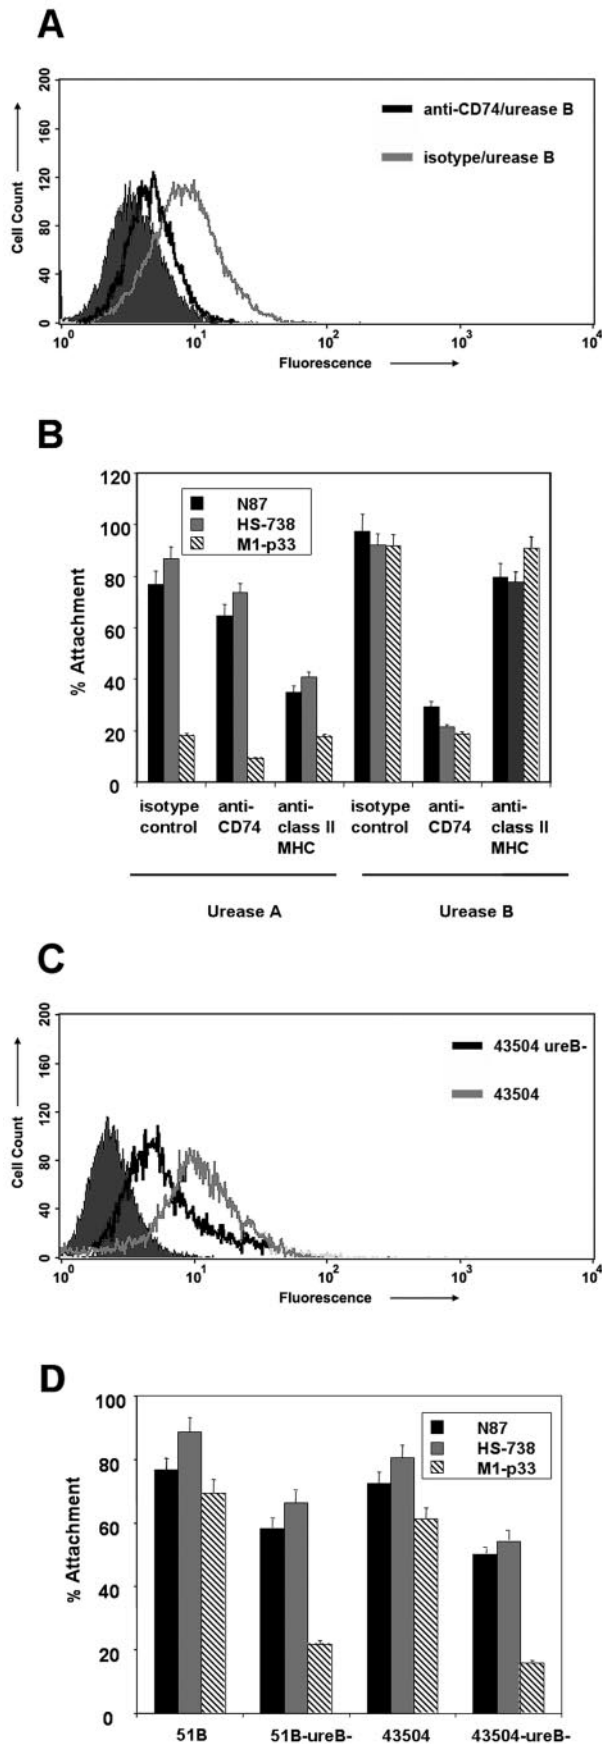 A
200
160
120
80
40
0
Cell Count
anti-CD74/urease B
isotype/urease B
10^0 10^1 10^2 10^3 10^4
Fluorescence
B
120
100
80
60
40
20
0
% Attachment
N87
HS-738
M1-p33
isotype control
anti-CD74
anti-class II MHC
isotype control
anti-CD74
anti-class II MHC
Urease A
Urease B
C
200
160
120
80
40
0
Cell Count
43504 ureB-
43504
10^0 10^1 10^2 10^3 10^4
Fluorescence
D
100
80
60
40
20
0
% Attachment
N87
HS-738
M1-p33
51B 51B-ureB- 43504 43504-ureB-